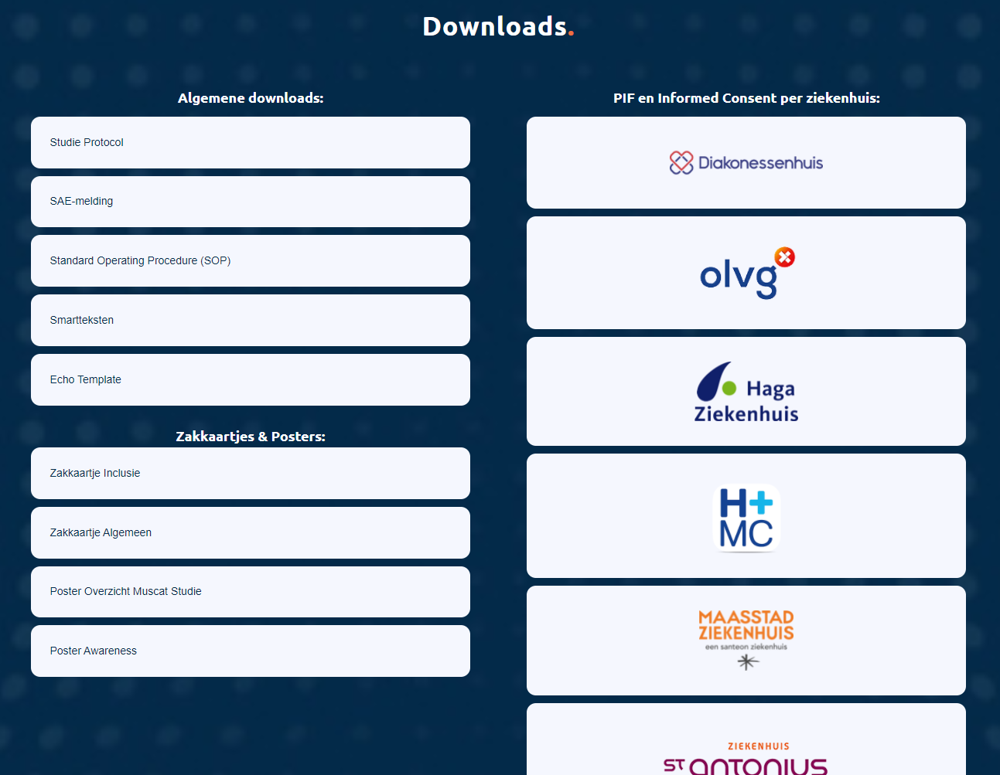 Downloads.
Algemene downloads:
Studie Protocol
SAE-melding
Standard Operating Procedure (SOP)
Smartteksten
Echo Template
Zakkaartjes & Posters:
Zakkaartje Inclusie
Zakkaartje Algemeen
Poster Overzicht Muscat Studie
Poster Awareness
PIF en Informed Consent per ziekenhuis:
Diakonessenhuis
olvg
Haga
Ziekenhuis
H+
MC
MAASSTAD
ZIEKENHUIS
een santeon ziekenhuis
ZIEKENHUIS
ST ANTONIUS